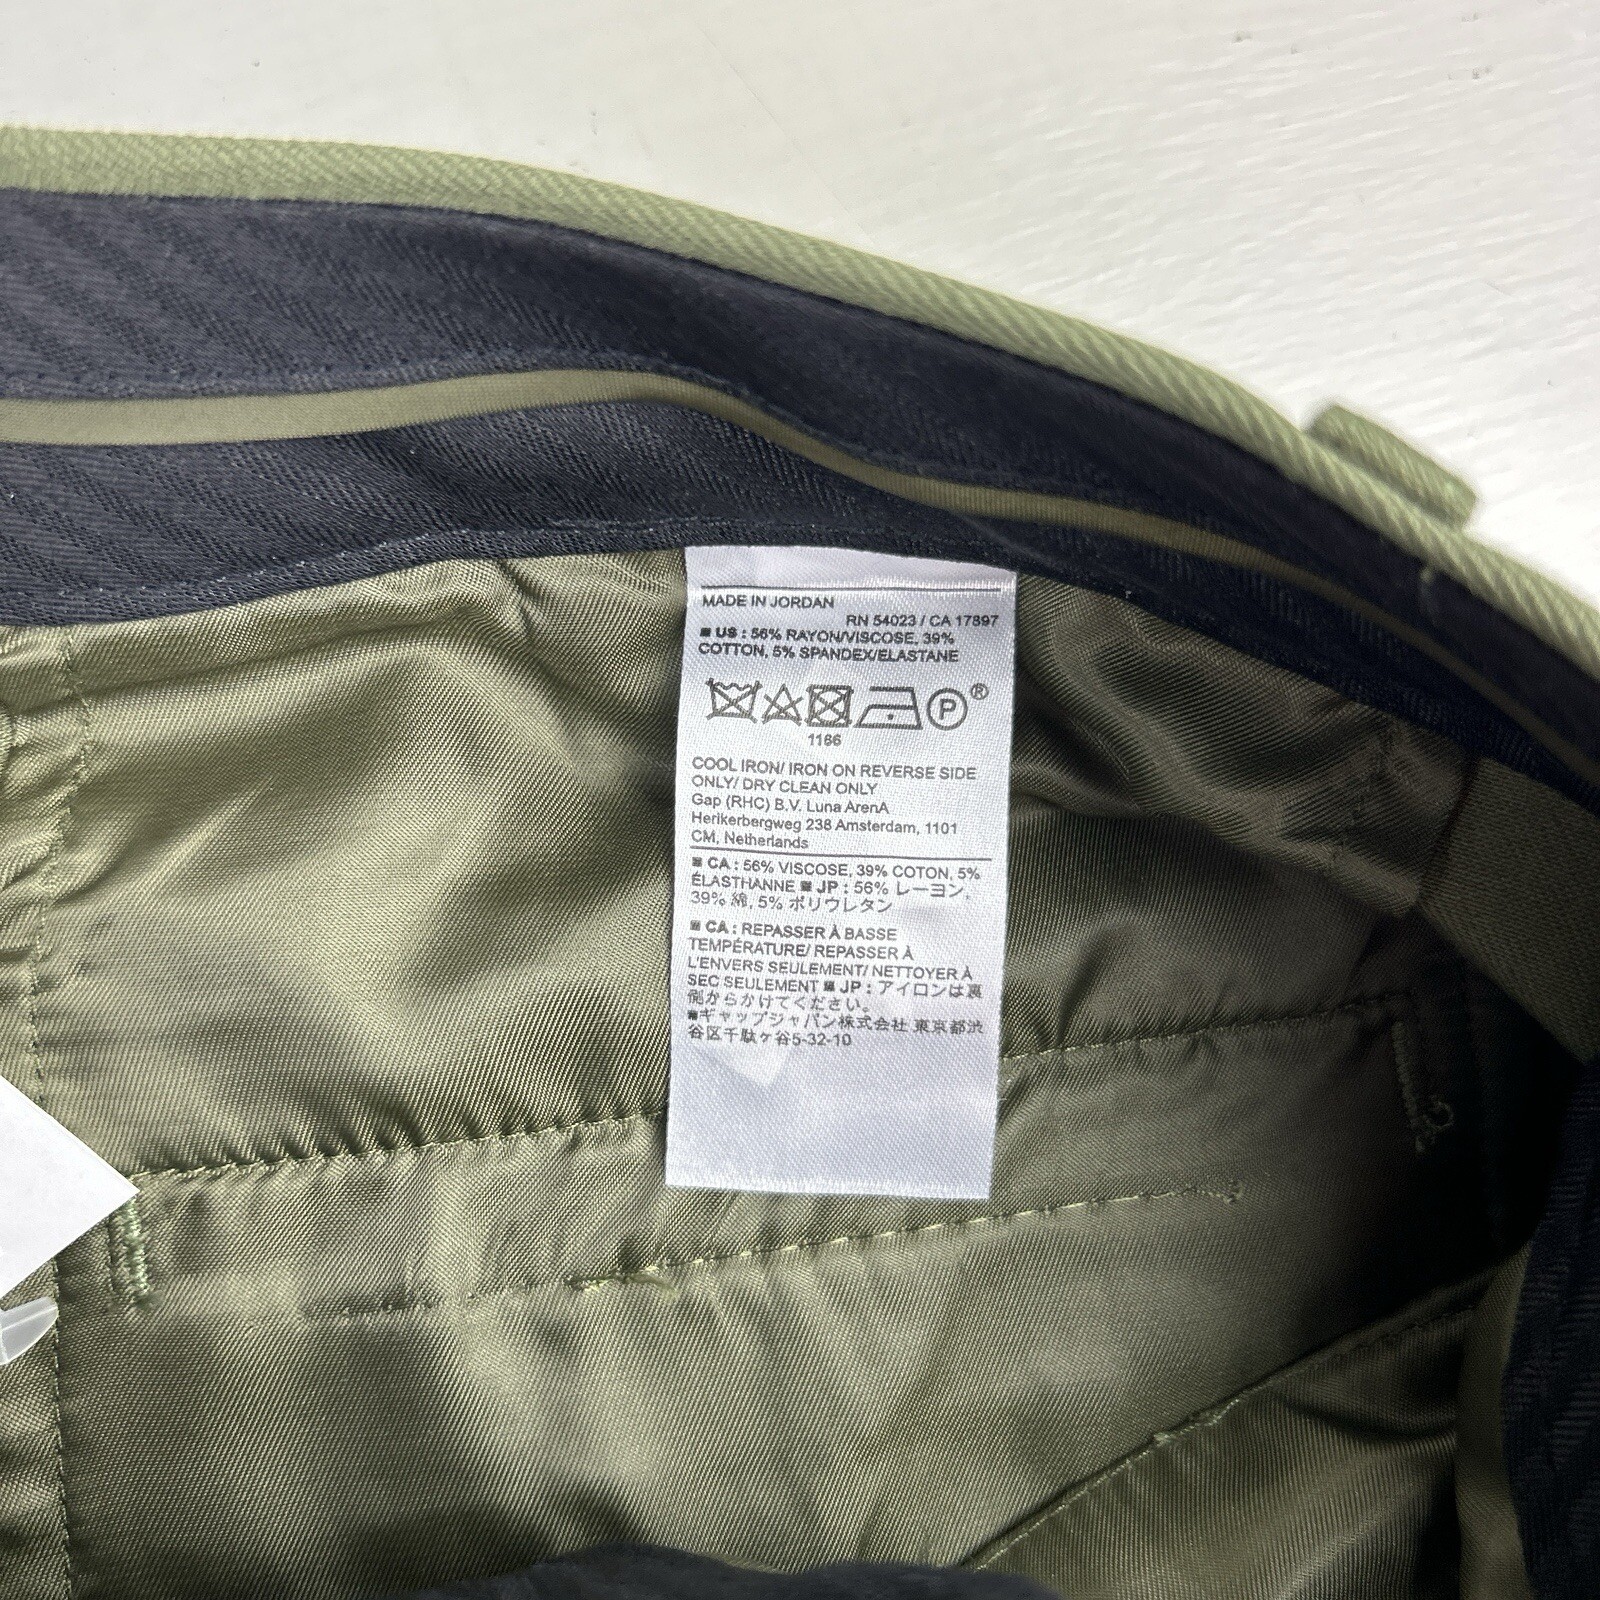 MADE IN JORDAN
RN 54023 / CA 17897
■ US : 56% RAYON/VISCOSE, 39%
COTTON, 5% SPANDEX/ELASTANE
P®
1166
COOL IRON/ IRON ON REVERSE SIDE
ONLY/ DRY CLEAN ONLY
Gap (RHC) B.V. Luna ArenA
Herikerbergweg 238 Amsterdam, 1101
CM, Netherlands
■ CA : 56% VISCOSE, 39% COTON, 5%
ÉLASTHANNE ■ JP : 56% レーヨン,
39% 綿, 5% ポリウレタン
■ CA : REPASSER À BASSE
TEMPÉRATURE/ REPASSER À
L'ENVERS SEULEMENT/ NETTOYER À
SEC SEULEMENT ■ JP : アイロンは裏
側からかけてください。
■ギャップジャパン株式会社 東京都渋
谷区千駄ヶ谷5-32-10